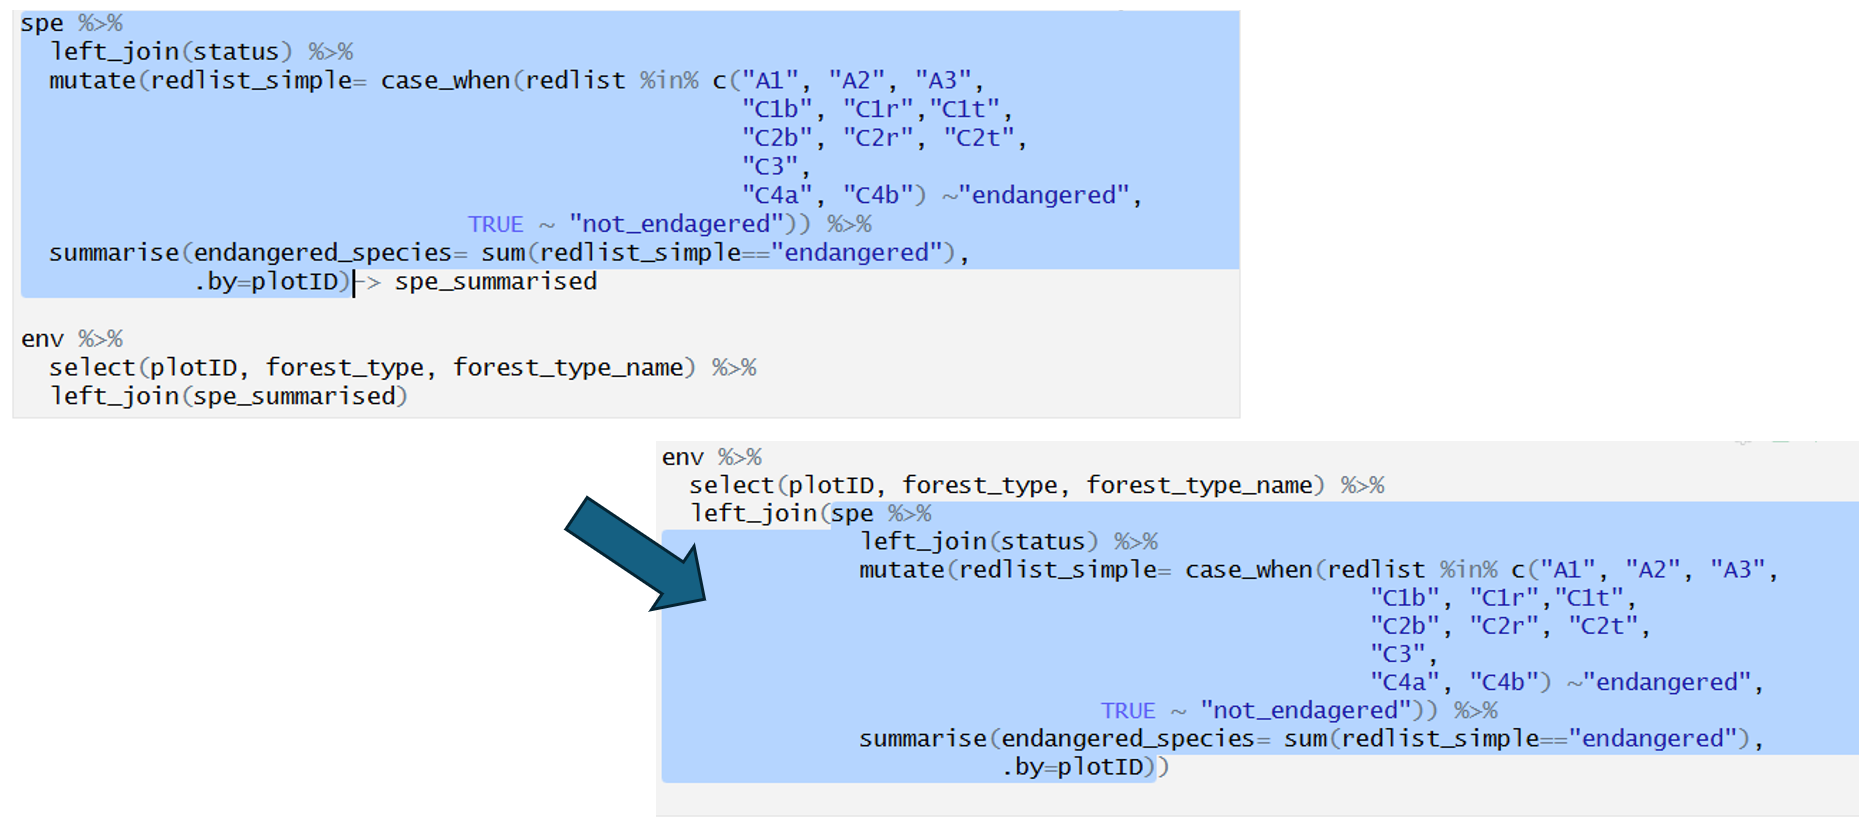 spe %>%
  left_join(status) %>%
  mutate(redlist_simple= case_when(redlist %in% c("A1", "A2", "A3",
                                                  "C1b", "C1r","C1t",
                                                  "C2b", "C2r", "C2t",
                                                  "C3",
                                                  "C4a", "C4b") ~"endangered",
                               TRUE ~ "not_endagered")) %>%
  summarise(endangered_species= sum(redlist_simple=="endangered"),
            .by=plotID)-> spe_summarised
env %>%
  select(plotID, forest_type, forest_type_name) %>%
  left_join(spe_summarised)
env %>%
  select(plotID, forest_type, forest_type_name) %>%
  left_join(spe %>%
              left_join(status) %>%
              mutate(redlist_simple= case_when(redlist %in% c("A1", "A2", "A3",
                                                  "C1b", "C1r","C1t",
                                                  "C2b", "C2r", "C2t",
                                                  "C3",
                                                  "C4a", "C4b") ~"endangered",
                               TRUE ~ "not_endagered")) %>%
              summarise(endangered_species= sum(redlist_simple=="endangered"),
                        .by=plotID))